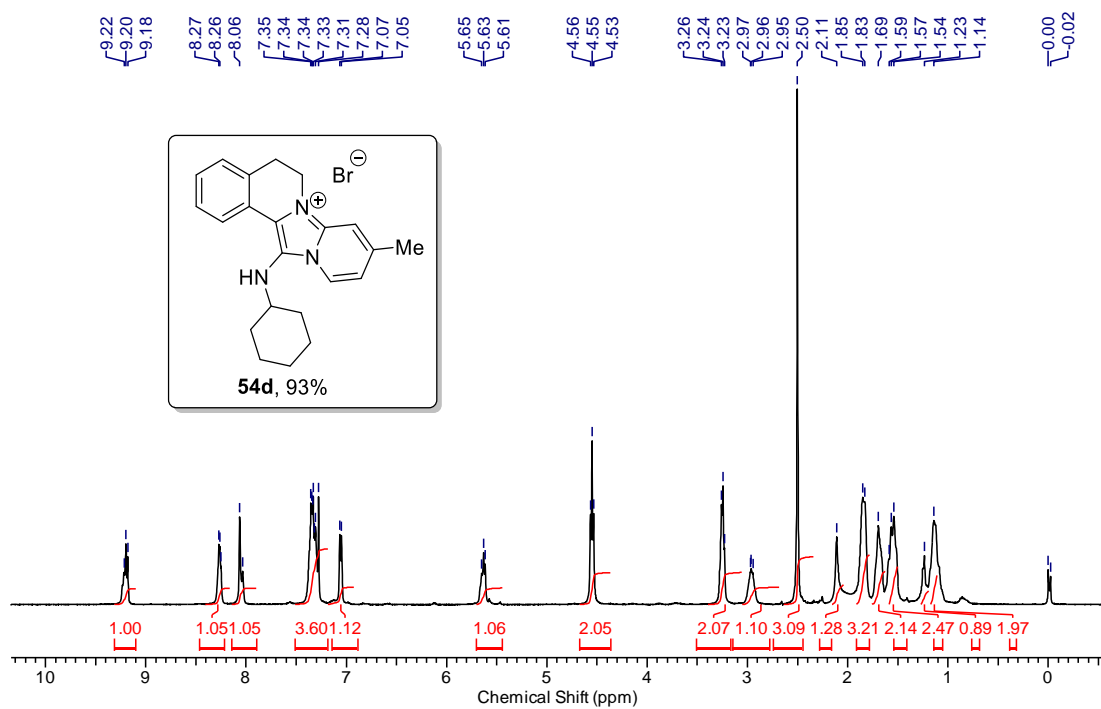 9.22 9.20 9.18 8.27 8.26 8.06 7.35 7.34 7.34 7.33 7.31 7.28 7.07 7.05 5.65 5.63 5.61 4.56 4.55 4.53 3.26 3.24 3.23 2.97 2.96 2.95 2.50 2.11 1.85 1.83 1.69 1.59 1.57 1.54 1.23 1.14 -0.00 -0.02
Br ⊖
N ⊕
N
Me
HN
54d, 93%
1.00 1.05 1.05 3.60 1.12 1.06 2.05 2.07 1.10 3.09 1.28 3.21 2.14 2.47 0.89 1.97
10 9 8 7 6 5 4 3 2 1 0
Chemical Shift (ppm)